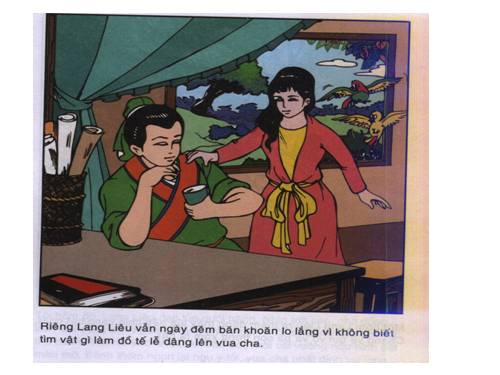 Riêng Lang Liêu vẫn ngày đêm băn khoăn lo lắng vì không biết
tìm vật gì làm đồ tế lễ dâng lên vua cha.